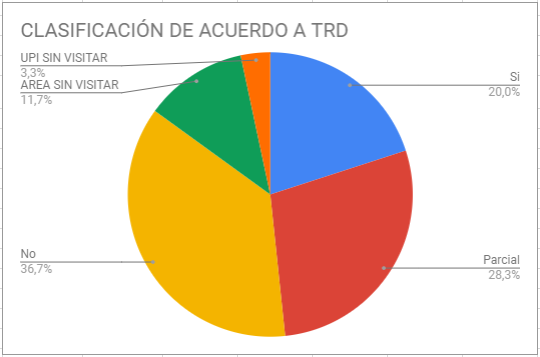 CLASIFICACIÓN DE ACUERDO A TRD
UPI SIN VISITAR
3,3%
AREA SIN VISITAR
11,7%
Si
20,0%
No
36,7%
Parcial
28,3%